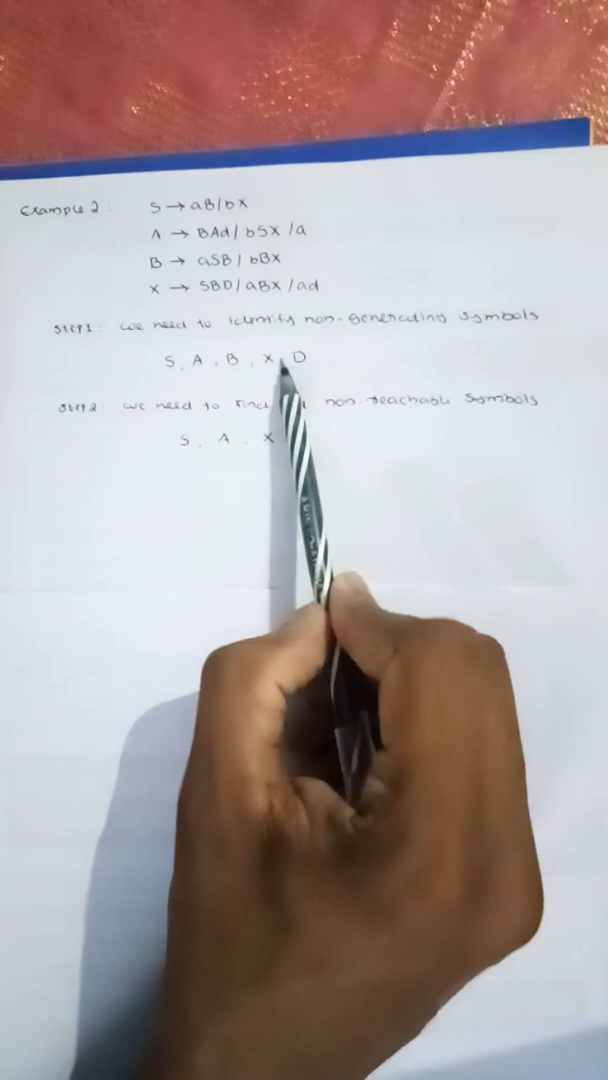 Example 2: S → aB/bX
A → BAd/ bSX /a
B → aSB/ bBX
X → SBD/ aBX /ad
Step1: we need to identify non-generating symbols
S, A, B, X, D
Step2: we need to find non-reachable symbols
S, A, X